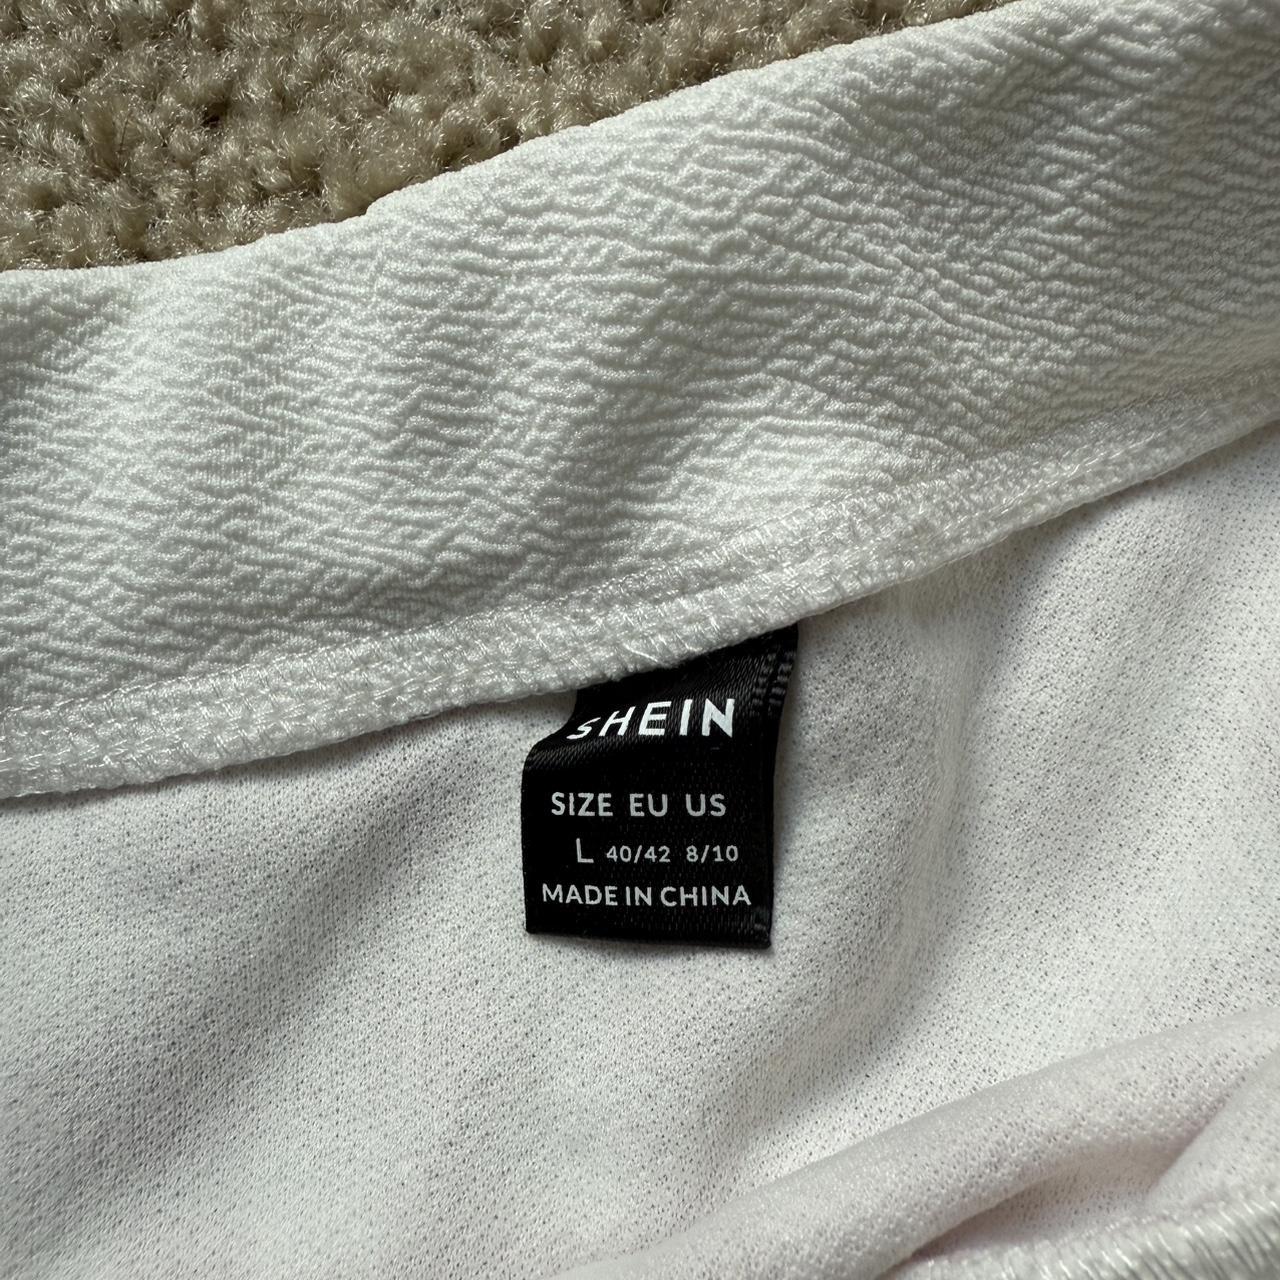 SHEIN
SIZE EU US
L 40/42 8/10
MADE IN CHINA